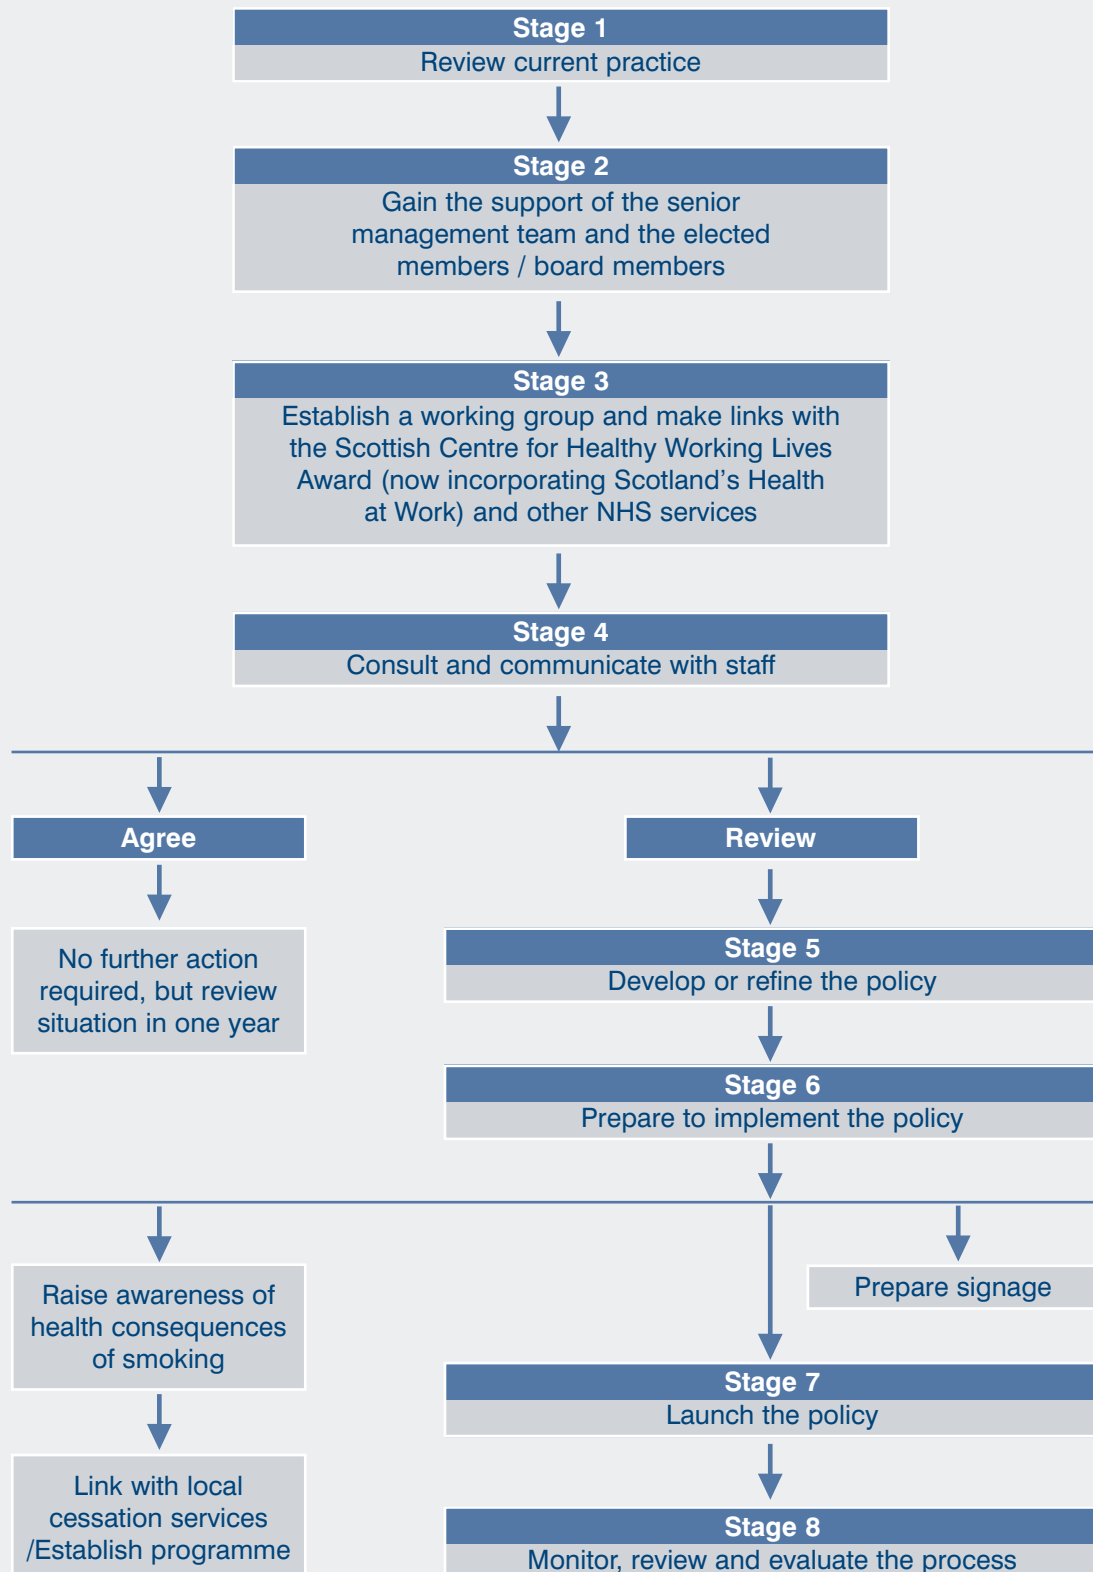 Stage 1
Review current practice
Stage 2
Gain the support of the senior
management team and the elected
members / board members
Stage 3
Establish a working group and make links with
the Scottish Centre for Healthy Working Lives
Award (now incorporating Scotland's Health
at Work) and other NHS services
Stage 4
Consult and communicate with staff
Agree
No further action
required, but review
situation in one year
Review
Stage 5
Develop or refine the policy
Stage 6
Prepare to implement the policy
Raise awareness of
health consequences
of smoking
Link with local
cessation services
/Establish programme
Prepare signage
Stage 7
Launch the policy
Stage 8
Monitor, review and evaluate the process